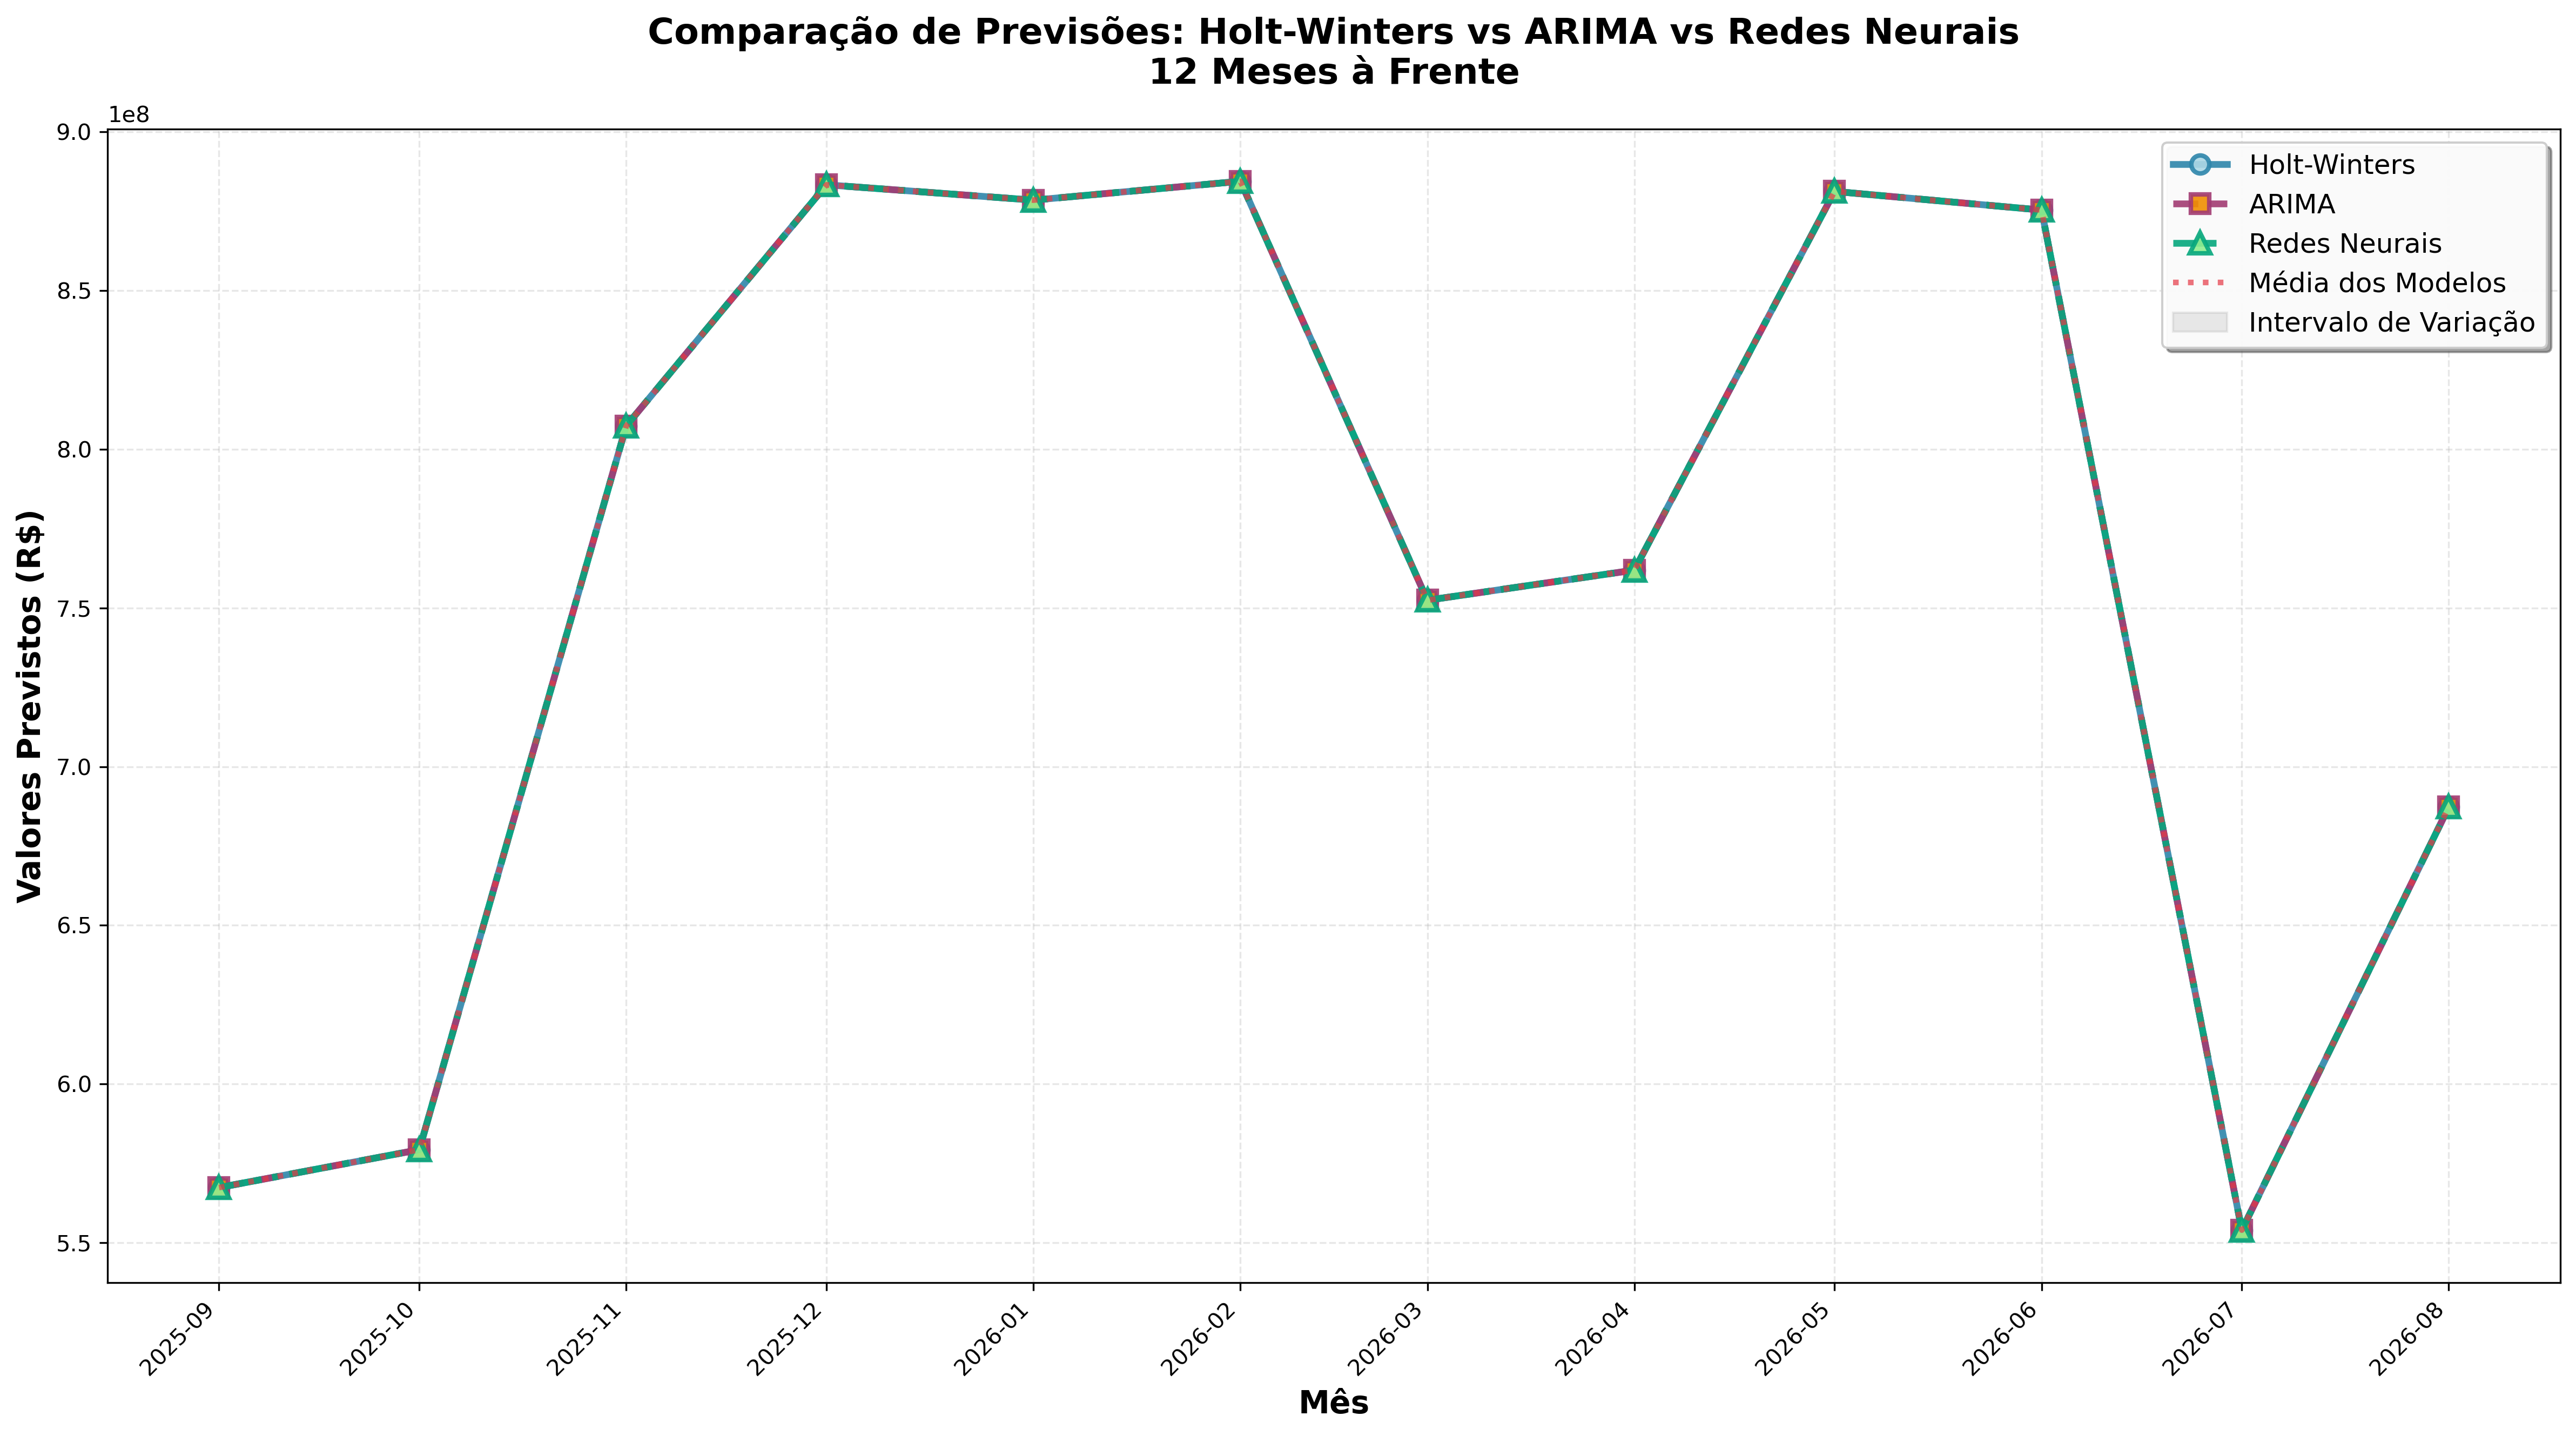 Comparação de Previsões: Holt-Winters vs ARIMA vs Redes Neurais
12 Meses à Frente
1e8
9.0
8.5
8.0
7.5
7.0
6.5
6.0
5.5
Valores Previstos (R$)
Holt-Winters
ARIMA
Redes Neurais
Média dos Modelos
Intervalo de Variação
2025-09
2025-10
2025-11
2025-12
2026-01
2026-02
2026-03
2026-04
2026-05
2026-06
2026-07
2026-08
Mês